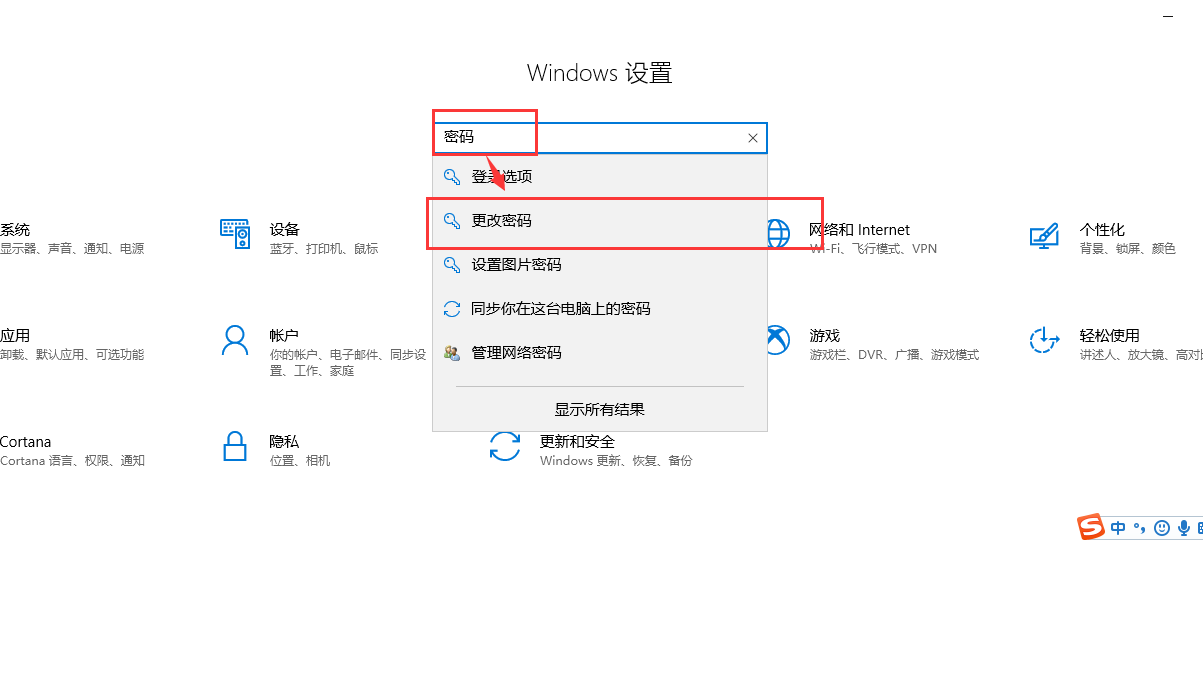 Windows 设置
密码
登录选项
更改密码
设置图片密码
同步你在这台电脑上的密码
管理网络密码
显示所有结果
系统
显示器、声音、通知、电源
设备
蓝牙、打印机、鼠标
网络和 Internet
Wi-Fi、飞行模式、VPN
个性化
背景、锁屏、颜色
应用
卸载、默认应用、可选功能
帐户
你的帐户、电子邮件、同步设
置、工作、家庭
游戏
游戏栏、DVR、广播、游戏模式
轻松使用
讲述人、放大镜、高对比
Cortana
Cortana 语言、权限、通知
隐私
位置、相机
更新和安全
Windows 更新、恢复、备份
S 中 °,